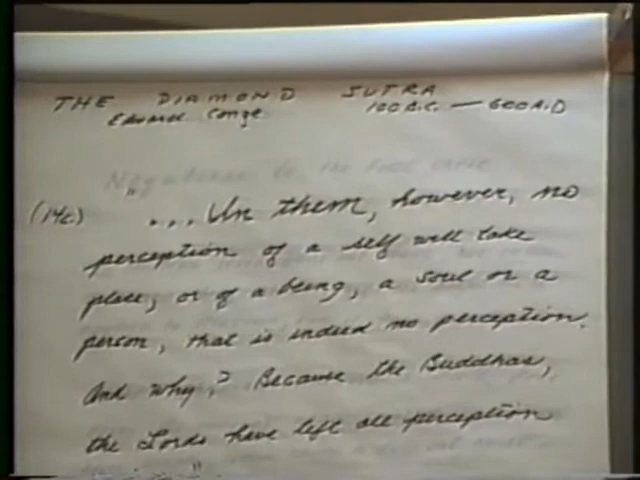 THE DIAMOND SUTRA
Edward Conze 100 B.C. — 600 A.D
(14c) "... In them, however, no
perception of a self will take
place, or of a being, a soul or a
person, that is indeed no perception.
And why? Because the Buddhas,
the Lords have left all perception